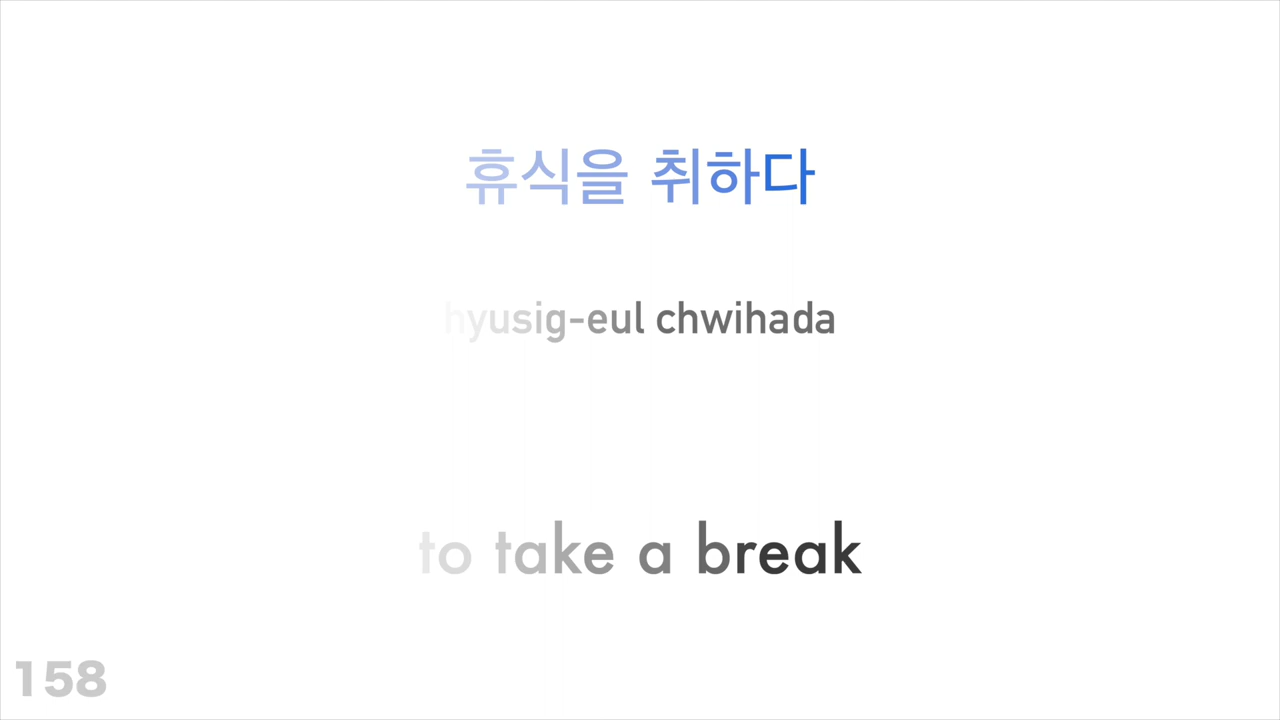 휴식을 취하다
hyusig-eul chwihada
to take a break
158